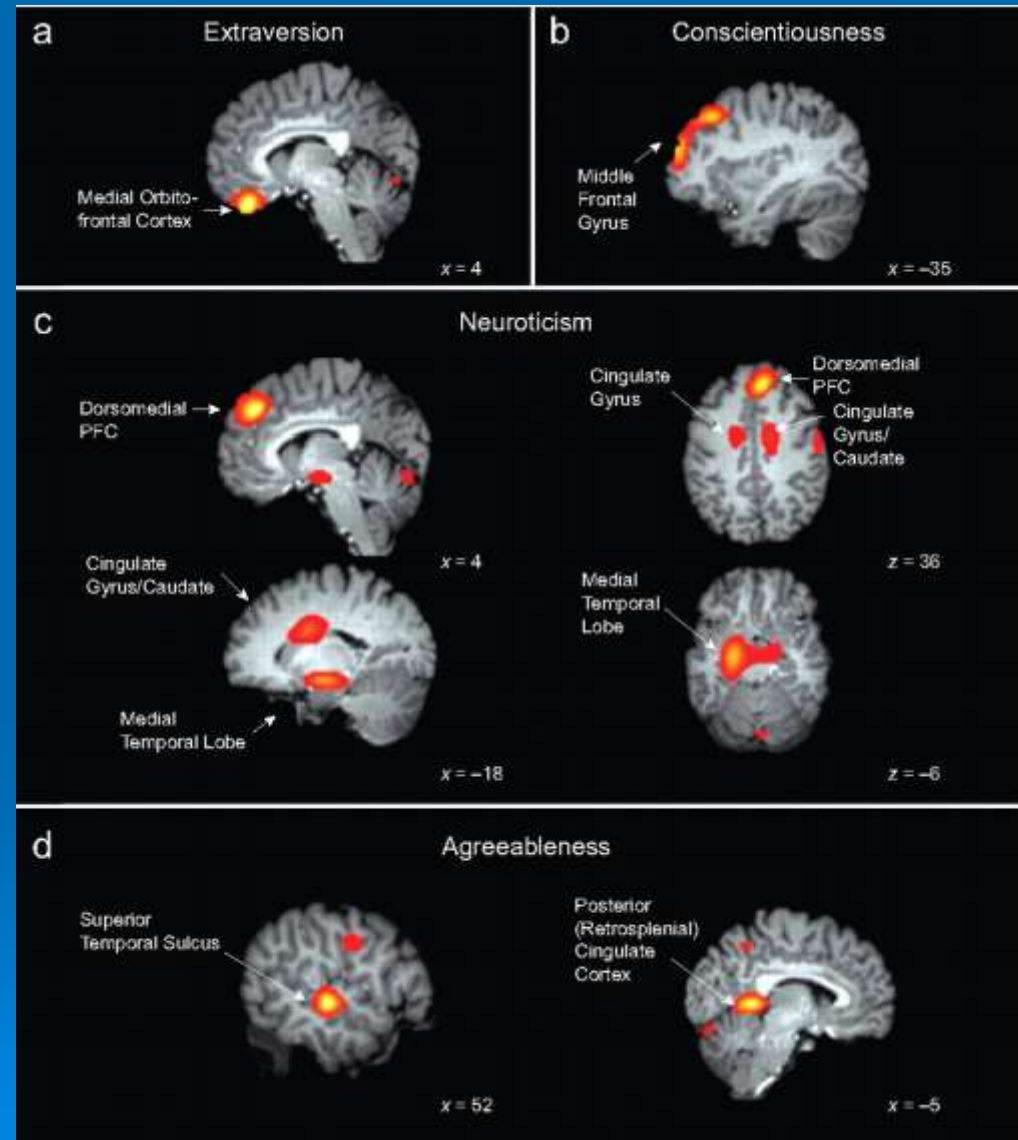 a
Extraversion
Medial Orbito-
frontal Cortex
x = 4
b
Conscientiousness
Middle
Frontal
Gyrus
x = –35
c
Neuroticism
Dorsomedial
PFC
x = 4
Cingulate
Gyrus
Dorsomedial
PFC
Cingulate
Gyrus/
Caudate
z = 36
Cingulate
Gyrus/Caudate
Medial
Temporal Lobe
x = –18
Medial
Temporal
Lobe
z = –6
d
Agreeableness
Superior
Temporal Sulcus
x = 52
Posterior
(Retrosplenial)
Cingulate
Cortex
x = –5